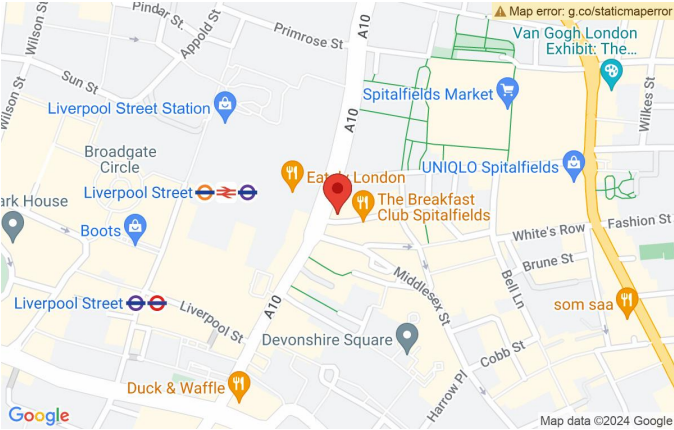 Pindar St
Wilson St
Appold St
Primrose St
A10
Map error: g.co/staticmaperror
Van Gogh London
Exhibit: The...
Wilson St
Sun St
Liverpool Street Station
A10
Spitalfields Market
Wilkes St
Broadgate
Circle
UNIQLO Spitalfields
Liverpool Street
Eataly London
ark House
The Breakfast
Club Spitalfields
Boots
White's Row
Fashion St
Brune St
Middlesex St
Bell Ln
Liverpool Street
Liverpool St
A10
som saa
Devonshire Square
Cobb St
Duck & Waffle
Harrow Pl
Google
Map data ©2024 Google